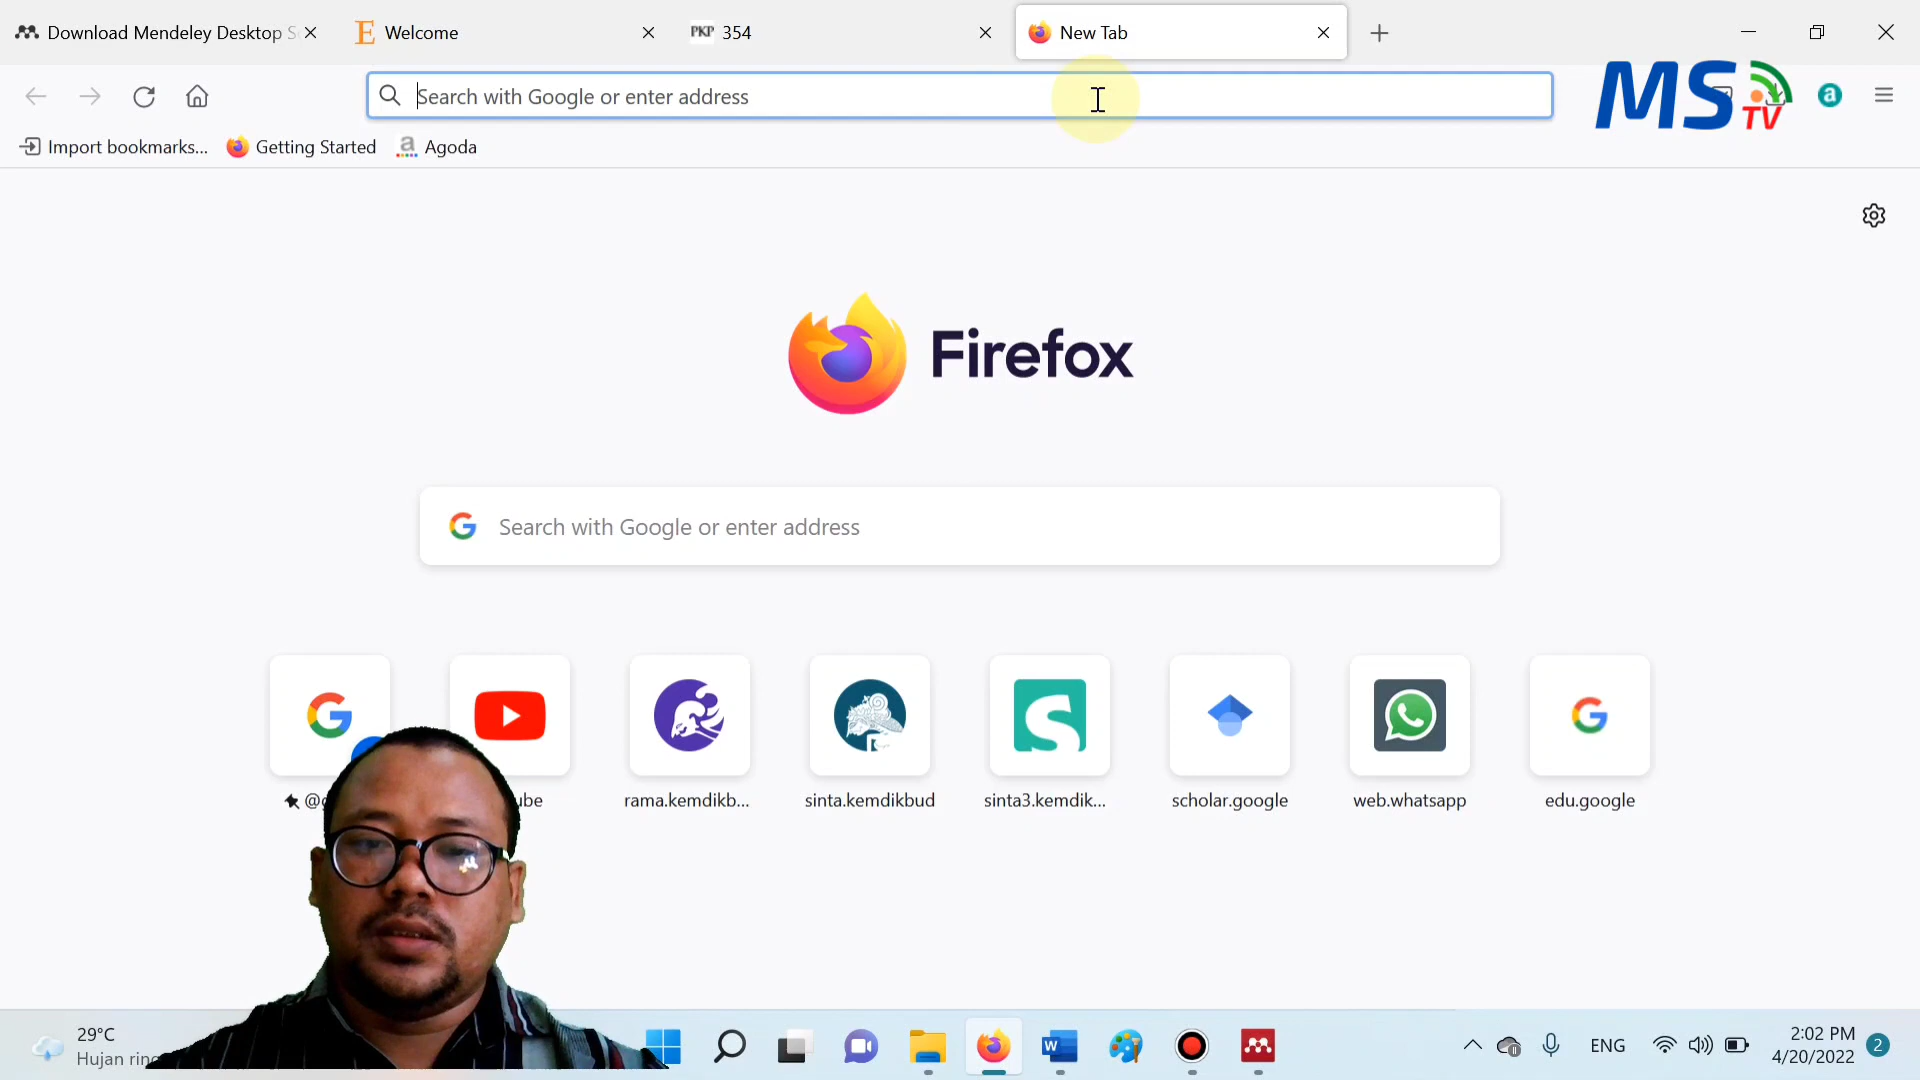 Download Mendeley Desktop
Welcome
PKP 354
New Tab
Search with Google or enter address
MS TV
Import bookmarks...
Getting Started
Agoda
Firefox
Search with Google or enter address
rama.kemdikb...
sinta.kemdikbud
sinta3.kemdik...
scholar.google
web.whatsapp
edu.google
29°C
Hujan
ENG
2:02 PM
4/20/2022
2